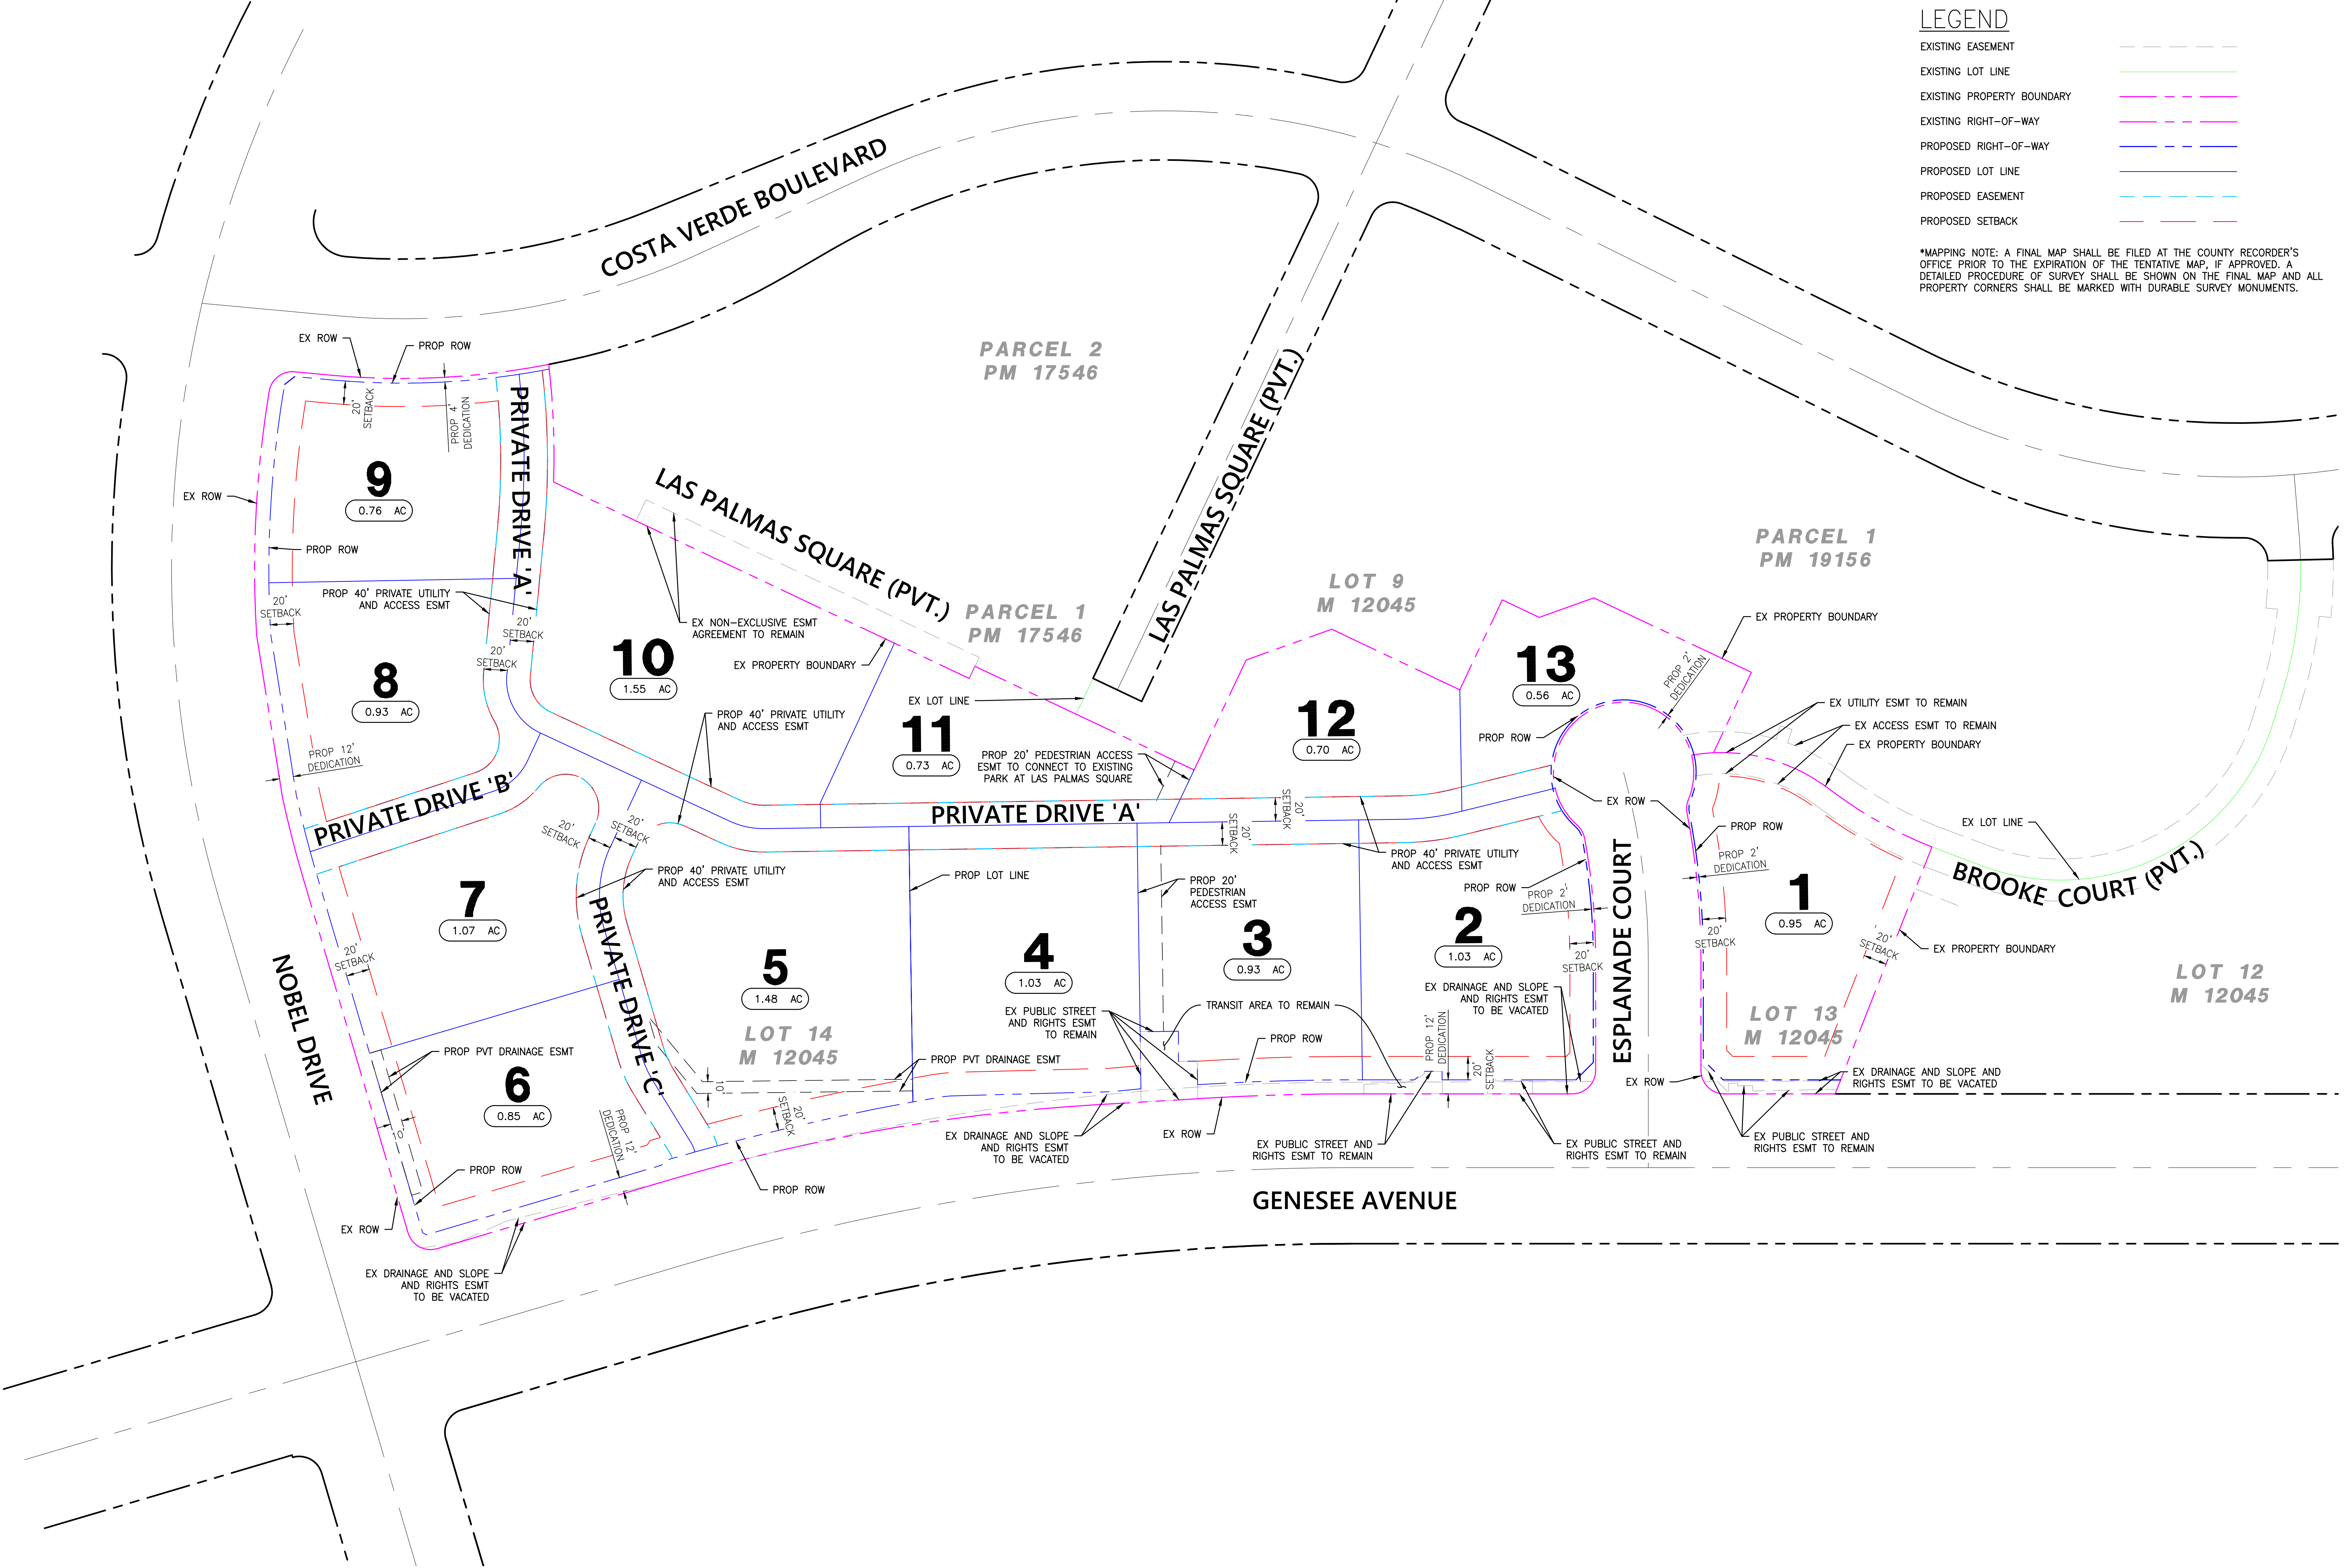 LEGEND
EXISTING EASEMENT
EXISTING LOT LINE
EXISTING PROPERTY BOUNDARY
EXISTING RIGHT-OF-WAY
PROPOSED RIGHT-OF-WAY
PROPOSED LOT LINE
PROPOSED EASEMENT
PROPOSED SETBACK
*MAPPING NOTE: A FINAL MAP SHALL BE FILED AT THE COUNTY RECORDER'S
OFFICE PRIOR TO THE EXPIRATION OF THE TENTATIVE MAP, IF APPROVED. A
DETAILED PROCEDURE OF SURVEY SHALL BE SHOWN ON THE FINAL MAP AND ALL
PROPERTY CORNERS SHALL BE MARKED WITH DURABLE SURVEY MONUMENTS.
COSTA VERDE BOULEVARD
EX ROW
PROP ROW
20'
SETBACK
PROP 4'
DEDICATION
PRIVATE DRIVE 'A'
PARCEL 2
PM 17546
LAS PALMAS SQUARE (PVT.)
LAS PALMAS SQUARE (PVT.)
9
0.76 AC
EX ROW
PROP ROW
PROP 40' PRIVATE UTILITY
AND ACCESS ESMT
20'
SETBACK
20'
SETBACK
20'
SETBACK
8
0.93 AC
10
1.55 AC
EX NON-EXCLUSIVE ESMT
AGREEMENT TO REMAIN
EX PROPERTY BOUNDARY
PARCEL 1
PM 17546
LOT 9
M 12045
PARCEL 1
PM 19156
EX PROPERTY BOUNDARY
13
0.56 AC
PROP 2'
DEDICATION
EX LOT LINE
11
0.73 AC
PROP 40' PRIVATE UTILITY
AND ACCESS ESMT
PROP 20' PEDESTRIAN ACCESS
ESMT TO CONNECT TO EXISTING
PARK AT LAS PALMAS SQUARE
12
0.70 AC
PROP ROW
EX UTILITY ESMT TO REMAIN
EX ACCESS ESMT TO REMAIN
EX PROPERTY BOUNDARY
PROP 12'
DEDICATION
PRIVATE DRIVE 'B'
20'
SETBACK
20'
SETBACK
PRIVATE DRIVE 'A'
20'
SETBACK
20'
SETBACK
EX ROW
PROP ROW
EX LOT LINE
PROP 2'
DEDICATION
PROP 40' PRIVATE UTILITY
AND ACCESS ESMT
PROP 40' PRIVATE UTILITY
AND ACCESS ESMT
PROP LOT LINE
PROP 20'
PEDESTRIAN
ACCESS ESMT
PROP ROW
PROP 2'
DEDICATION
BROOKE COURT (PVT.)
7
1.07 AC
PRIVATE DRIVE 'C'
5
1.48 AC
4
1.03 AC
3
0.93 AC
2
1.03 AC
1
0.95 AC
ESPLANADE COURT
20'
SETBACK
20'
SETBACK
20'
SETBACK
20'
SETBACK
EX PROPERTY BOUNDARY
LOT 12
M 12045
NOBEL DRIVE
LOT 14
M 12045
LOT 13
M 12045
EX PUBLIC STREET
AND RIGHTS ESMT
TO REMAIN
TRANSIT AREA TO REMAIN
EX DRAINAGE AND SLOPE
AND RIGHTS ESMT
TO BE VACATED
PROP ROW
PROP 12'
DEDICATION
20'
SETBACK
PROP PVT DRAINAGE ESMT
PROP PVT DRAINAGE ESMT
6
0.85 AC
10'
10'
PROP 12'
DEDICATION
20'
SETBACK
EX ROW
EX DRAINAGE AND SLOPE AND
RIGHTS ESMT TO BE VACATED
EX DRAINAGE AND SLOPE
AND RIGHTS ESMT
TO BE VACATED
EX ROW
EX PUBLIC STREET AND
RIGHTS ESMT TO REMAIN
EX PUBLIC STREET AND
RIGHTS ESMT TO REMAIN
EX PUBLIC STREET AND
RIGHTS ESMT TO REMAIN
PROP ROW
PROP ROW
EX ROW
GENESEE AVENUE
EX DRAINAGE AND SLOPE
AND RIGHTS ESMT
TO BE VACATED